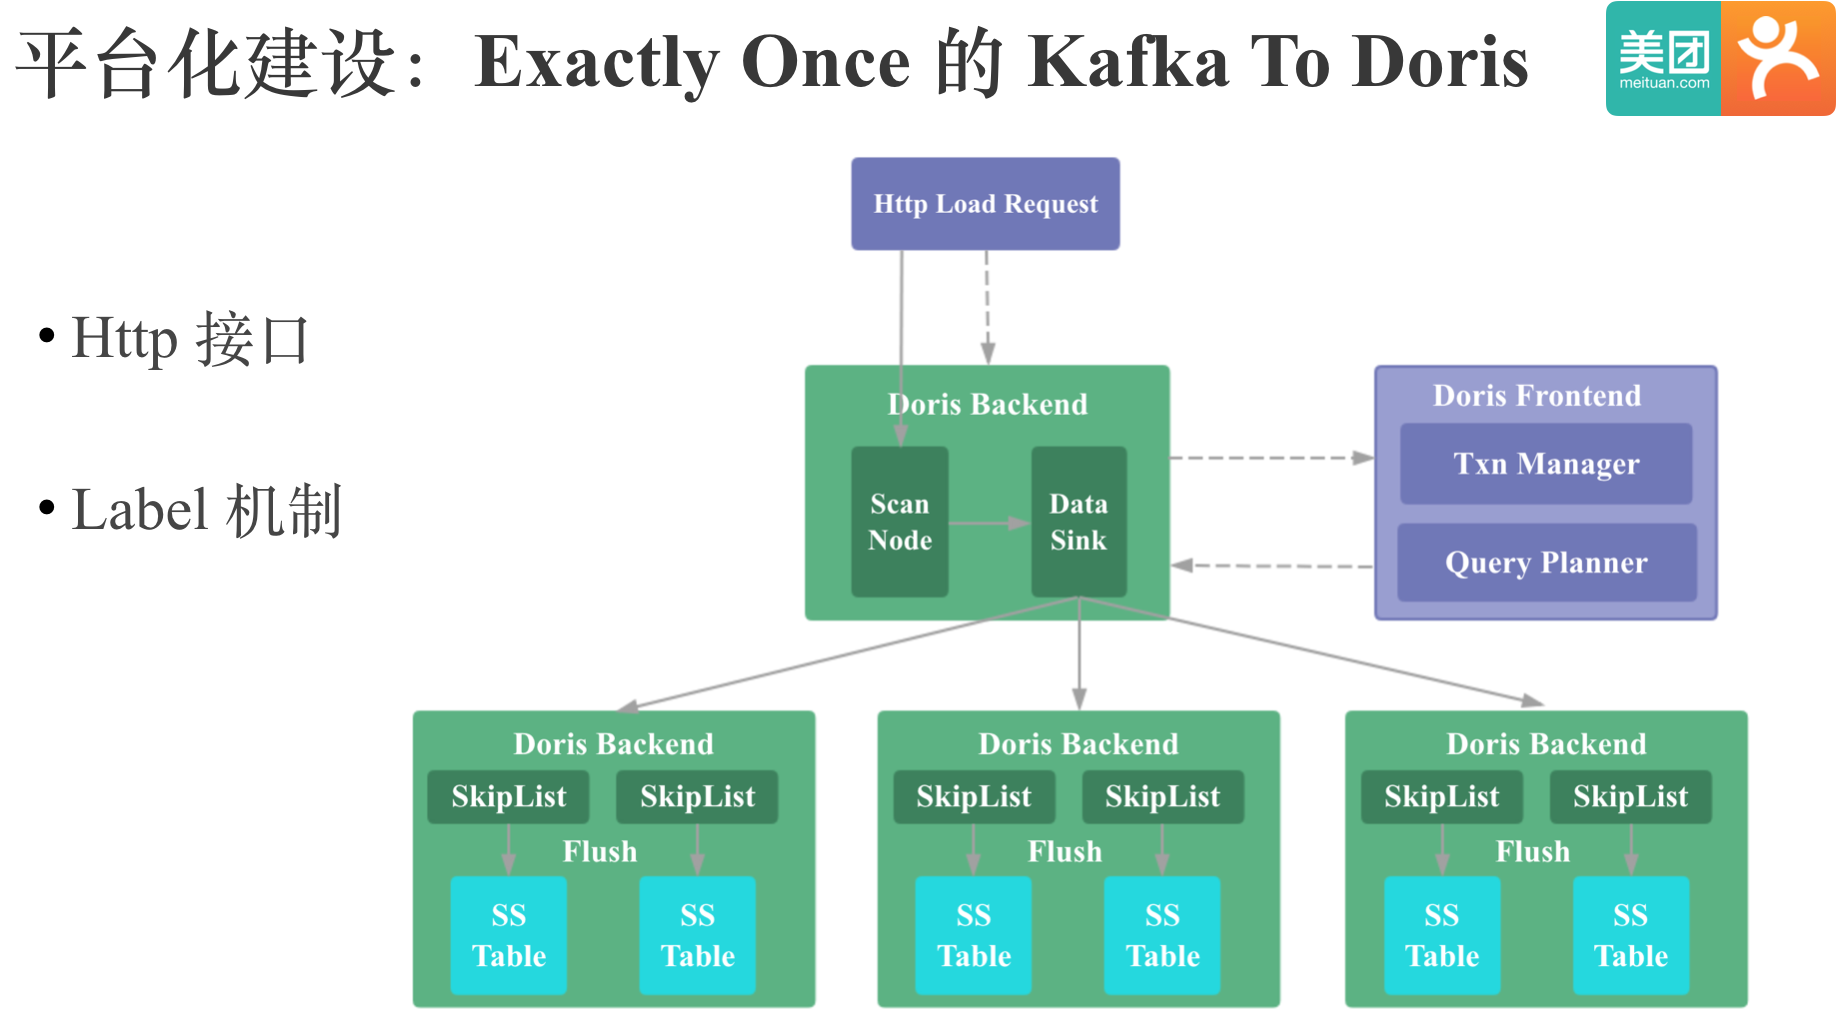 平台化建设：Exactly Once 的 Kafka To Doris
美团
meituan.com
Http Load Request
• Http 接口
• Label 机制
Doris Backend
Scan
Node
Data
Sink
Doris Frontend
Txn Manager
Query Planner
Doris Backend
SkipList
SkipList
Flush
SS
Table
SS
Table
Doris Backend
SkipList
SkipList
Flush
SS
Table
SS
Table
Doris Backend
SkipList
SkipList
Flush
SS
Table
SS
Table